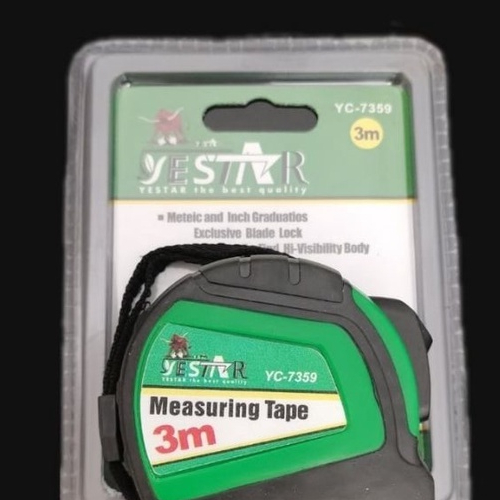 YC-7359
3m
YESTAR
YESTAR the best quality
Meteic and Inch Graduatios
Exclusive Blade Lock
Hi-Visibility Body
YESTAR
YESTAR the best quality
YC-7359
Measuring Tape
3m